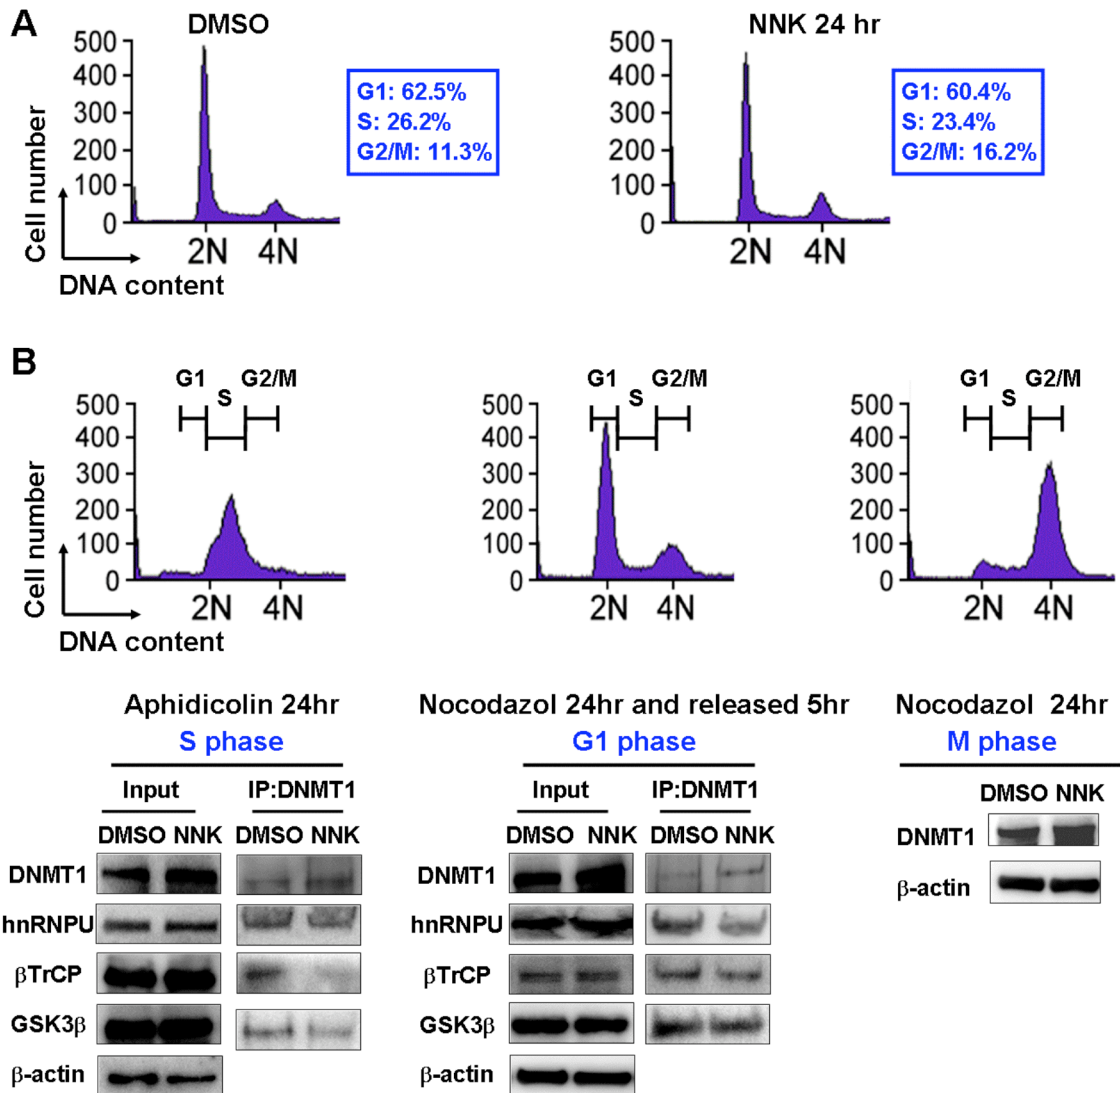 A
DMSO
NNK 24 hr
500
400
300
200
100
0
Cell number
2N 4N
DNA content
G1: 62.5%
S: 26.2%
G2/M: 11.3%
500
400
300
200
100
0
2N 4N
G1: 60.4%
S: 23.4%
G2/M: 16.2%
B
G1 S G2/M
500
400
300
200
100
0
Cell number
2N 4N
DNA content
G1 S G2/M
500
400
300
200
100
0
2N 4N
G1 S G2/M
500
400
300
200
100
0
2N 4N
Aphidicolin 24hr
S phase
Input IP:DNMT1
DMSO NNK DMSO NNK
DNMT1
hnRNPU
βTrCP
GSK3β
β-actin
Nocodazol 24hr and released 5hr
G1 phase
Input IP:DNMT1
DMSO NNK DMSO NNK
DNMT1
hnRNPU
βTrCP
GSK3β
β-actin
Nocodazol 24hr
M phase
DMSO NNK
DNMT1
β-actin